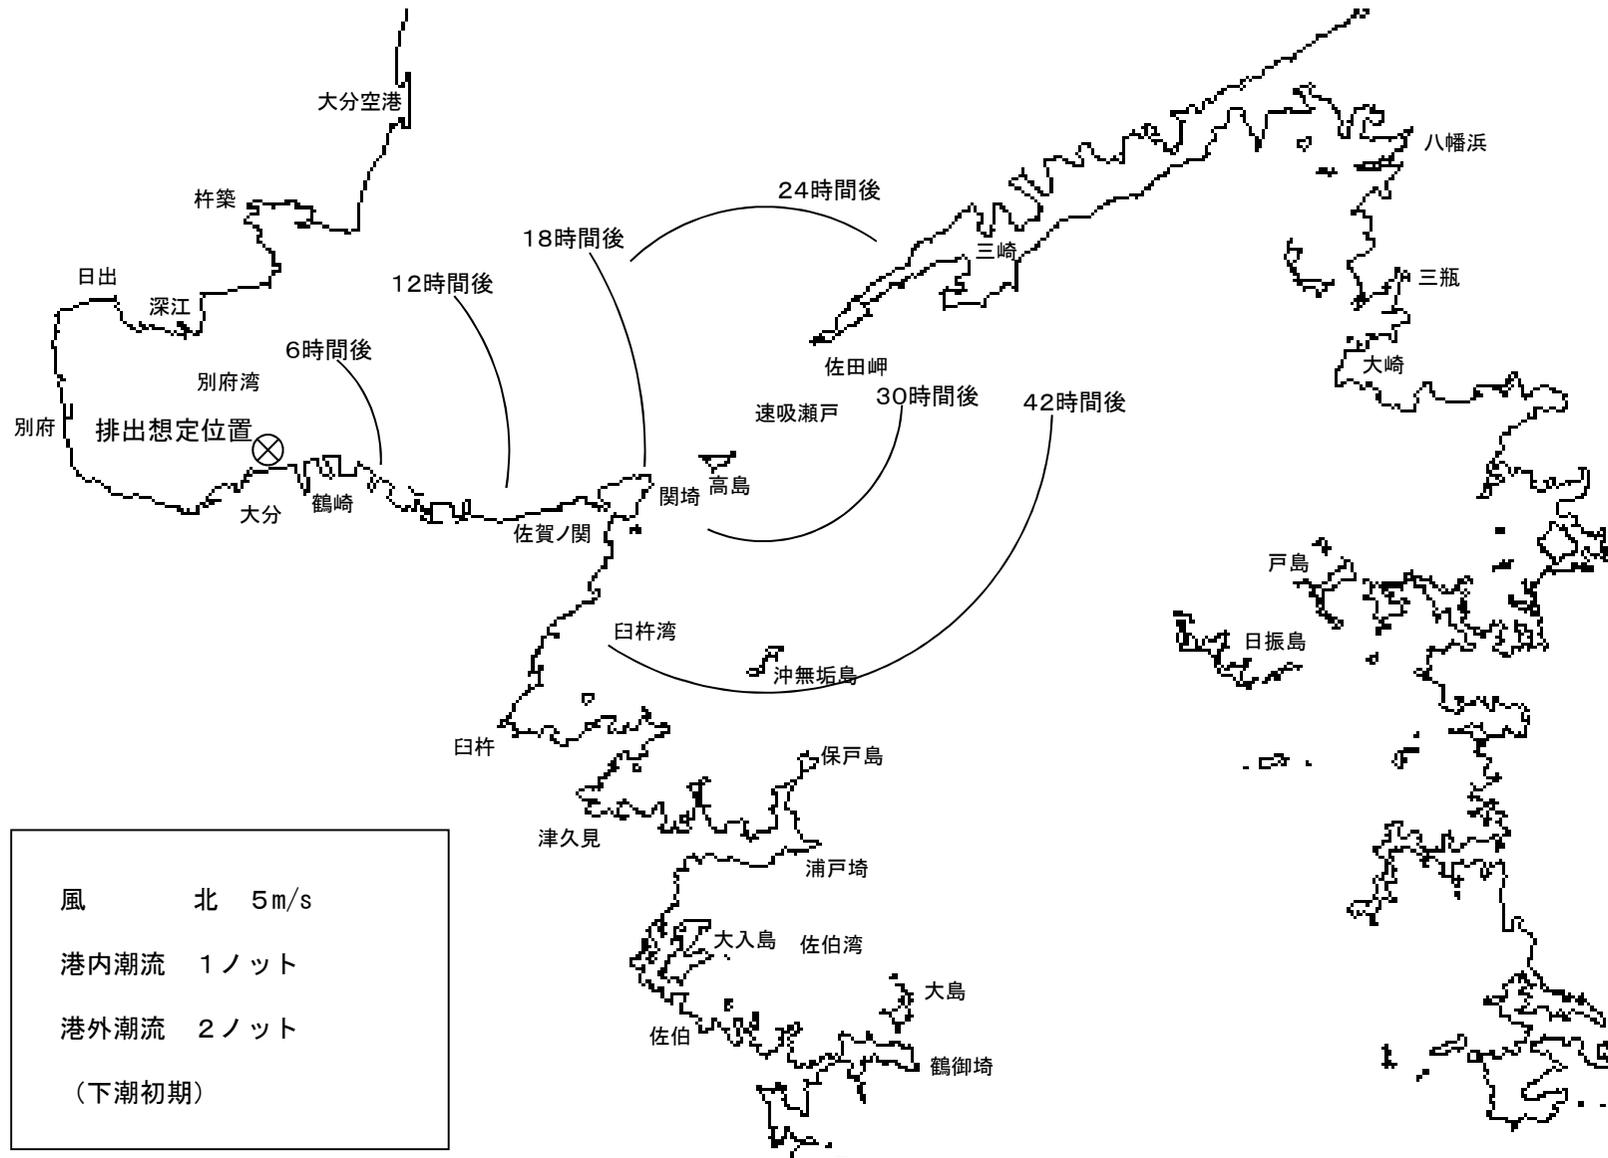 大分空港
八幡浜
24時間後
杵築
18時間後
三崎
日出
12時間後
三瓶
深江
6時間後
佐田岬
大崎
別府湾
30時間後
42時間後
速吸瀬戸
別府
排出想定位置
高島
関埼
鶴崎
大分
佐賀ノ関
戸島
臼杵湾
日振島
沖無垢島
臼杵
保戸島
津久見
浦戸埼
風 北 5m/s
大入島
佐伯湾
港内潮流 1ノット
大島
港外潮流 2ノット
佐伯
鶴御埼
（下潮初期）